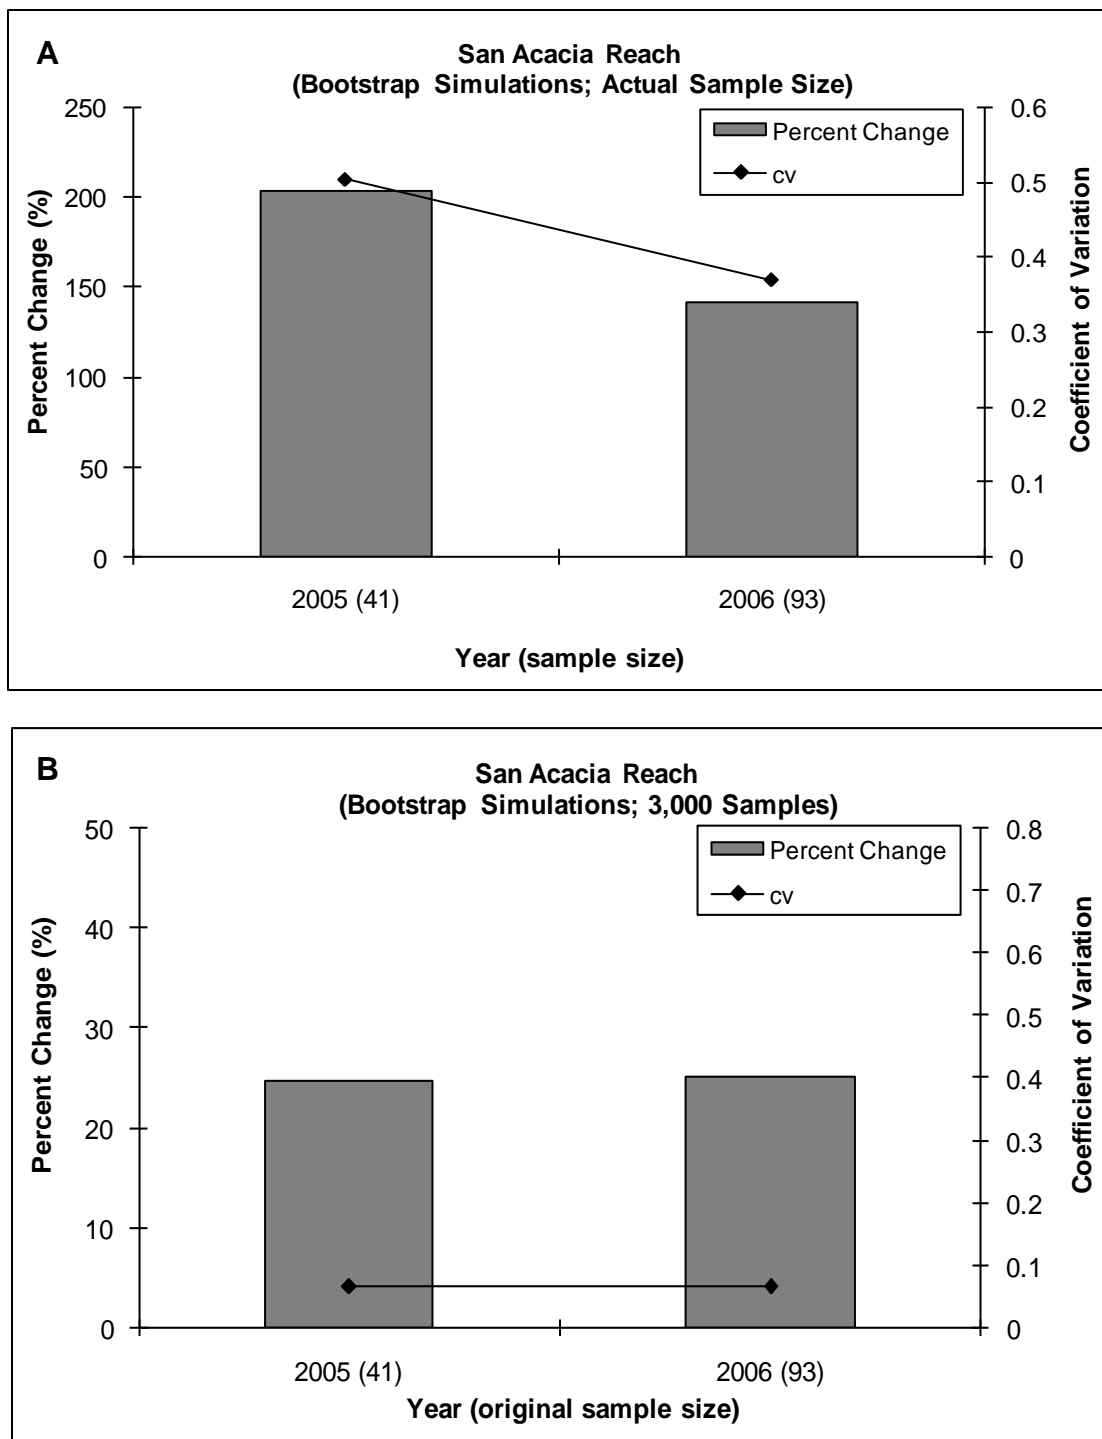 A
San Acacia Reach
(Bootstrap Simulations; Actual Sample Size)
250
200
150
100
50
0
Percent Change (%)
Percent Change
cv
0.6
0.5
0.4
0.3
0.2
0.1
0
Coefficient of Variation
2005 (41)
2006 (93)
Year (sample size)
B
San Acacia Reach
(Bootstrap Simulations; 3,000 Samples)
50
40
30
20
10
0
Percent Change (%)
Percent Change
cv
0.8
0.7
0.6
0.5
0.4
0.3
0.2
0.1
0
Coefficient of Variation
2005 (41)
2006 (93)
Year (original sample size)